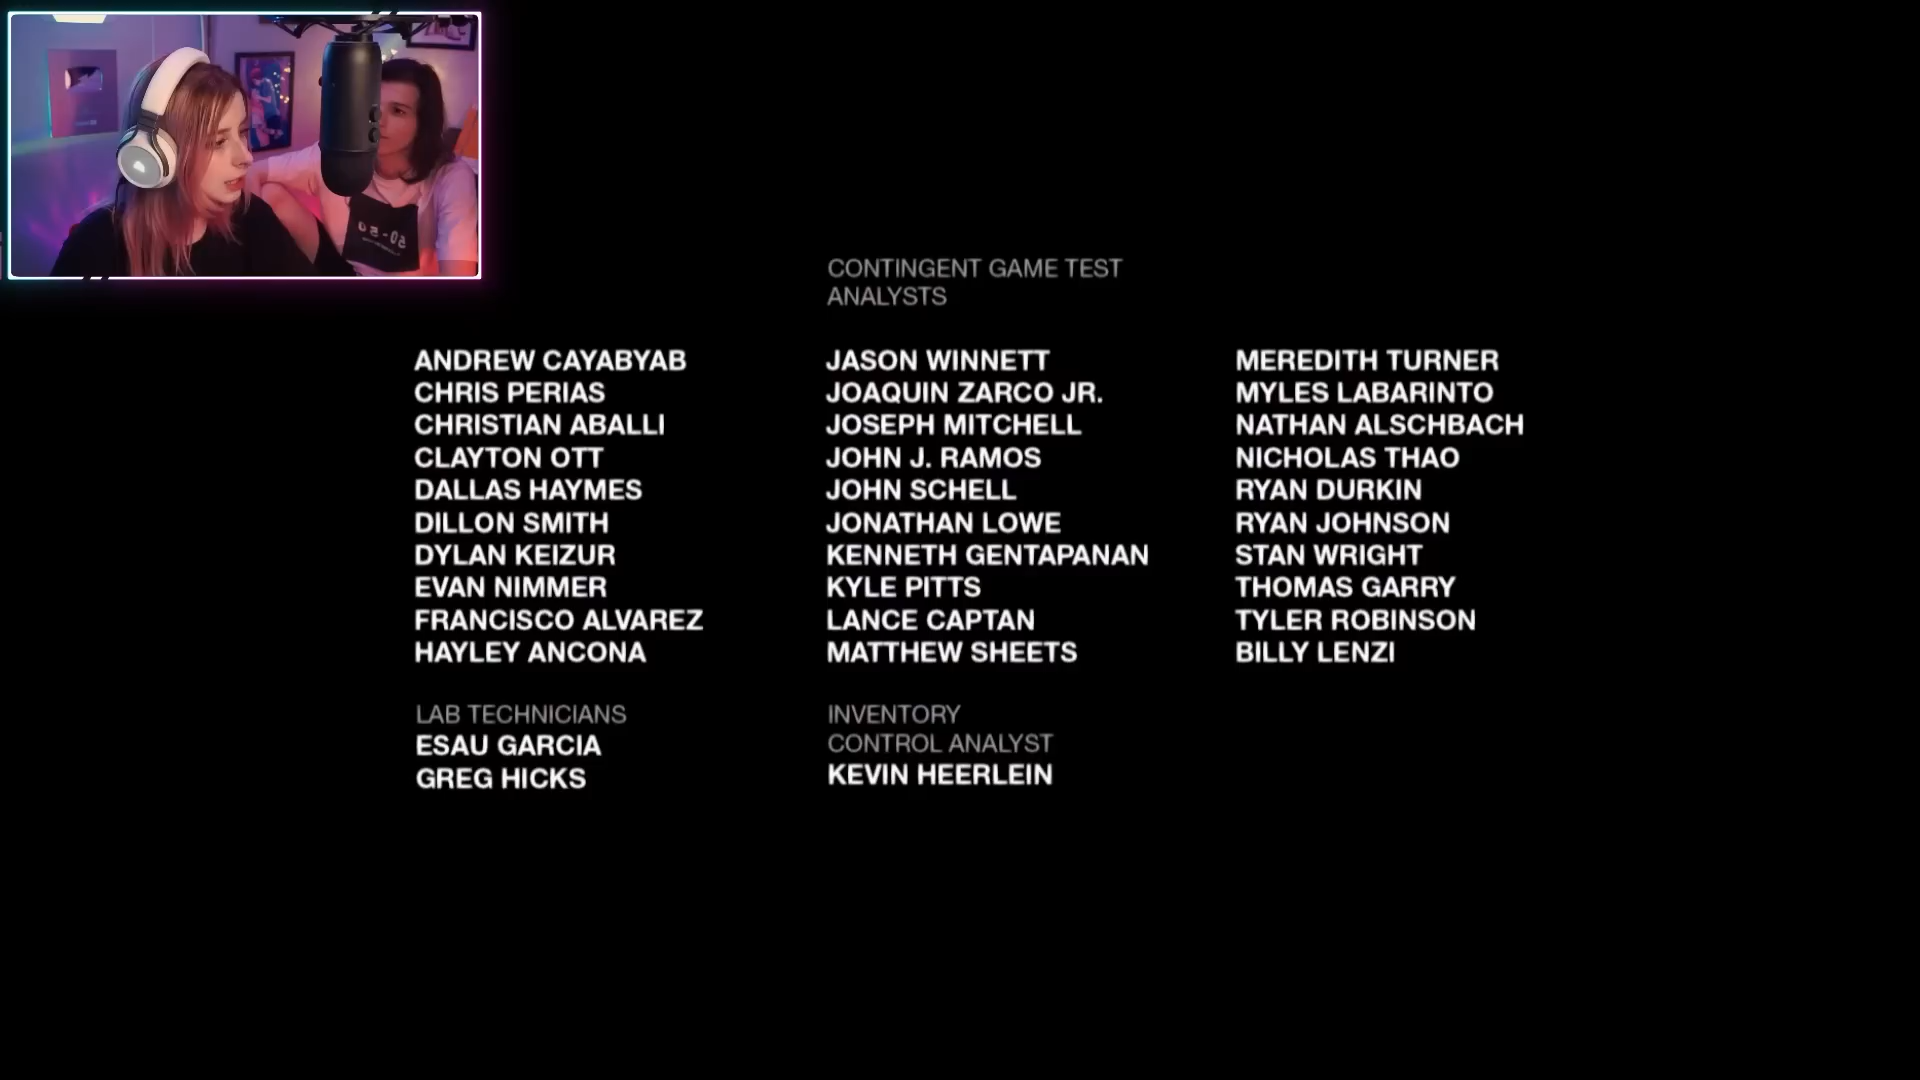 CONTINGENT GAME TEST
ANALYSTS
ANDREW CAYABYAB
CHRIS PERIAS
CHRISTIAN ABALLI
CLAYTON OTT
DALLAS HAYMES
DILLON SMITH
DYLAN KEIZUR
EVAN NIMMER
FRANCISCO ALVAREZ
HAYLEY ANCONA
JASON WINNETT
JOAQUIN ZARCO JR.
JOSEPH MITCHELL
JOHN J. RAMOS
JOHN SCHELL
JONATHAN LOWE
KENNETH GENTAPANAN
KYLE PITTS
LANCE CAPTAN
MATTHEW SHEETS
MEREDITH TURNER
MYLES LABARINTO
NATHAN ALSCHBACH
NICHOLAS THAO
RYAN DURKIN
RYAN JOHNSON
STAN WRIGHT
THOMAS GARRY
TYLER ROBINSON
BILLY LENZI
LAB TECHNICIANS
ESAU GARCIA
GREG HICKS
INVENTORY
CONTROL ANALYST
KEVIN HEERLEIN